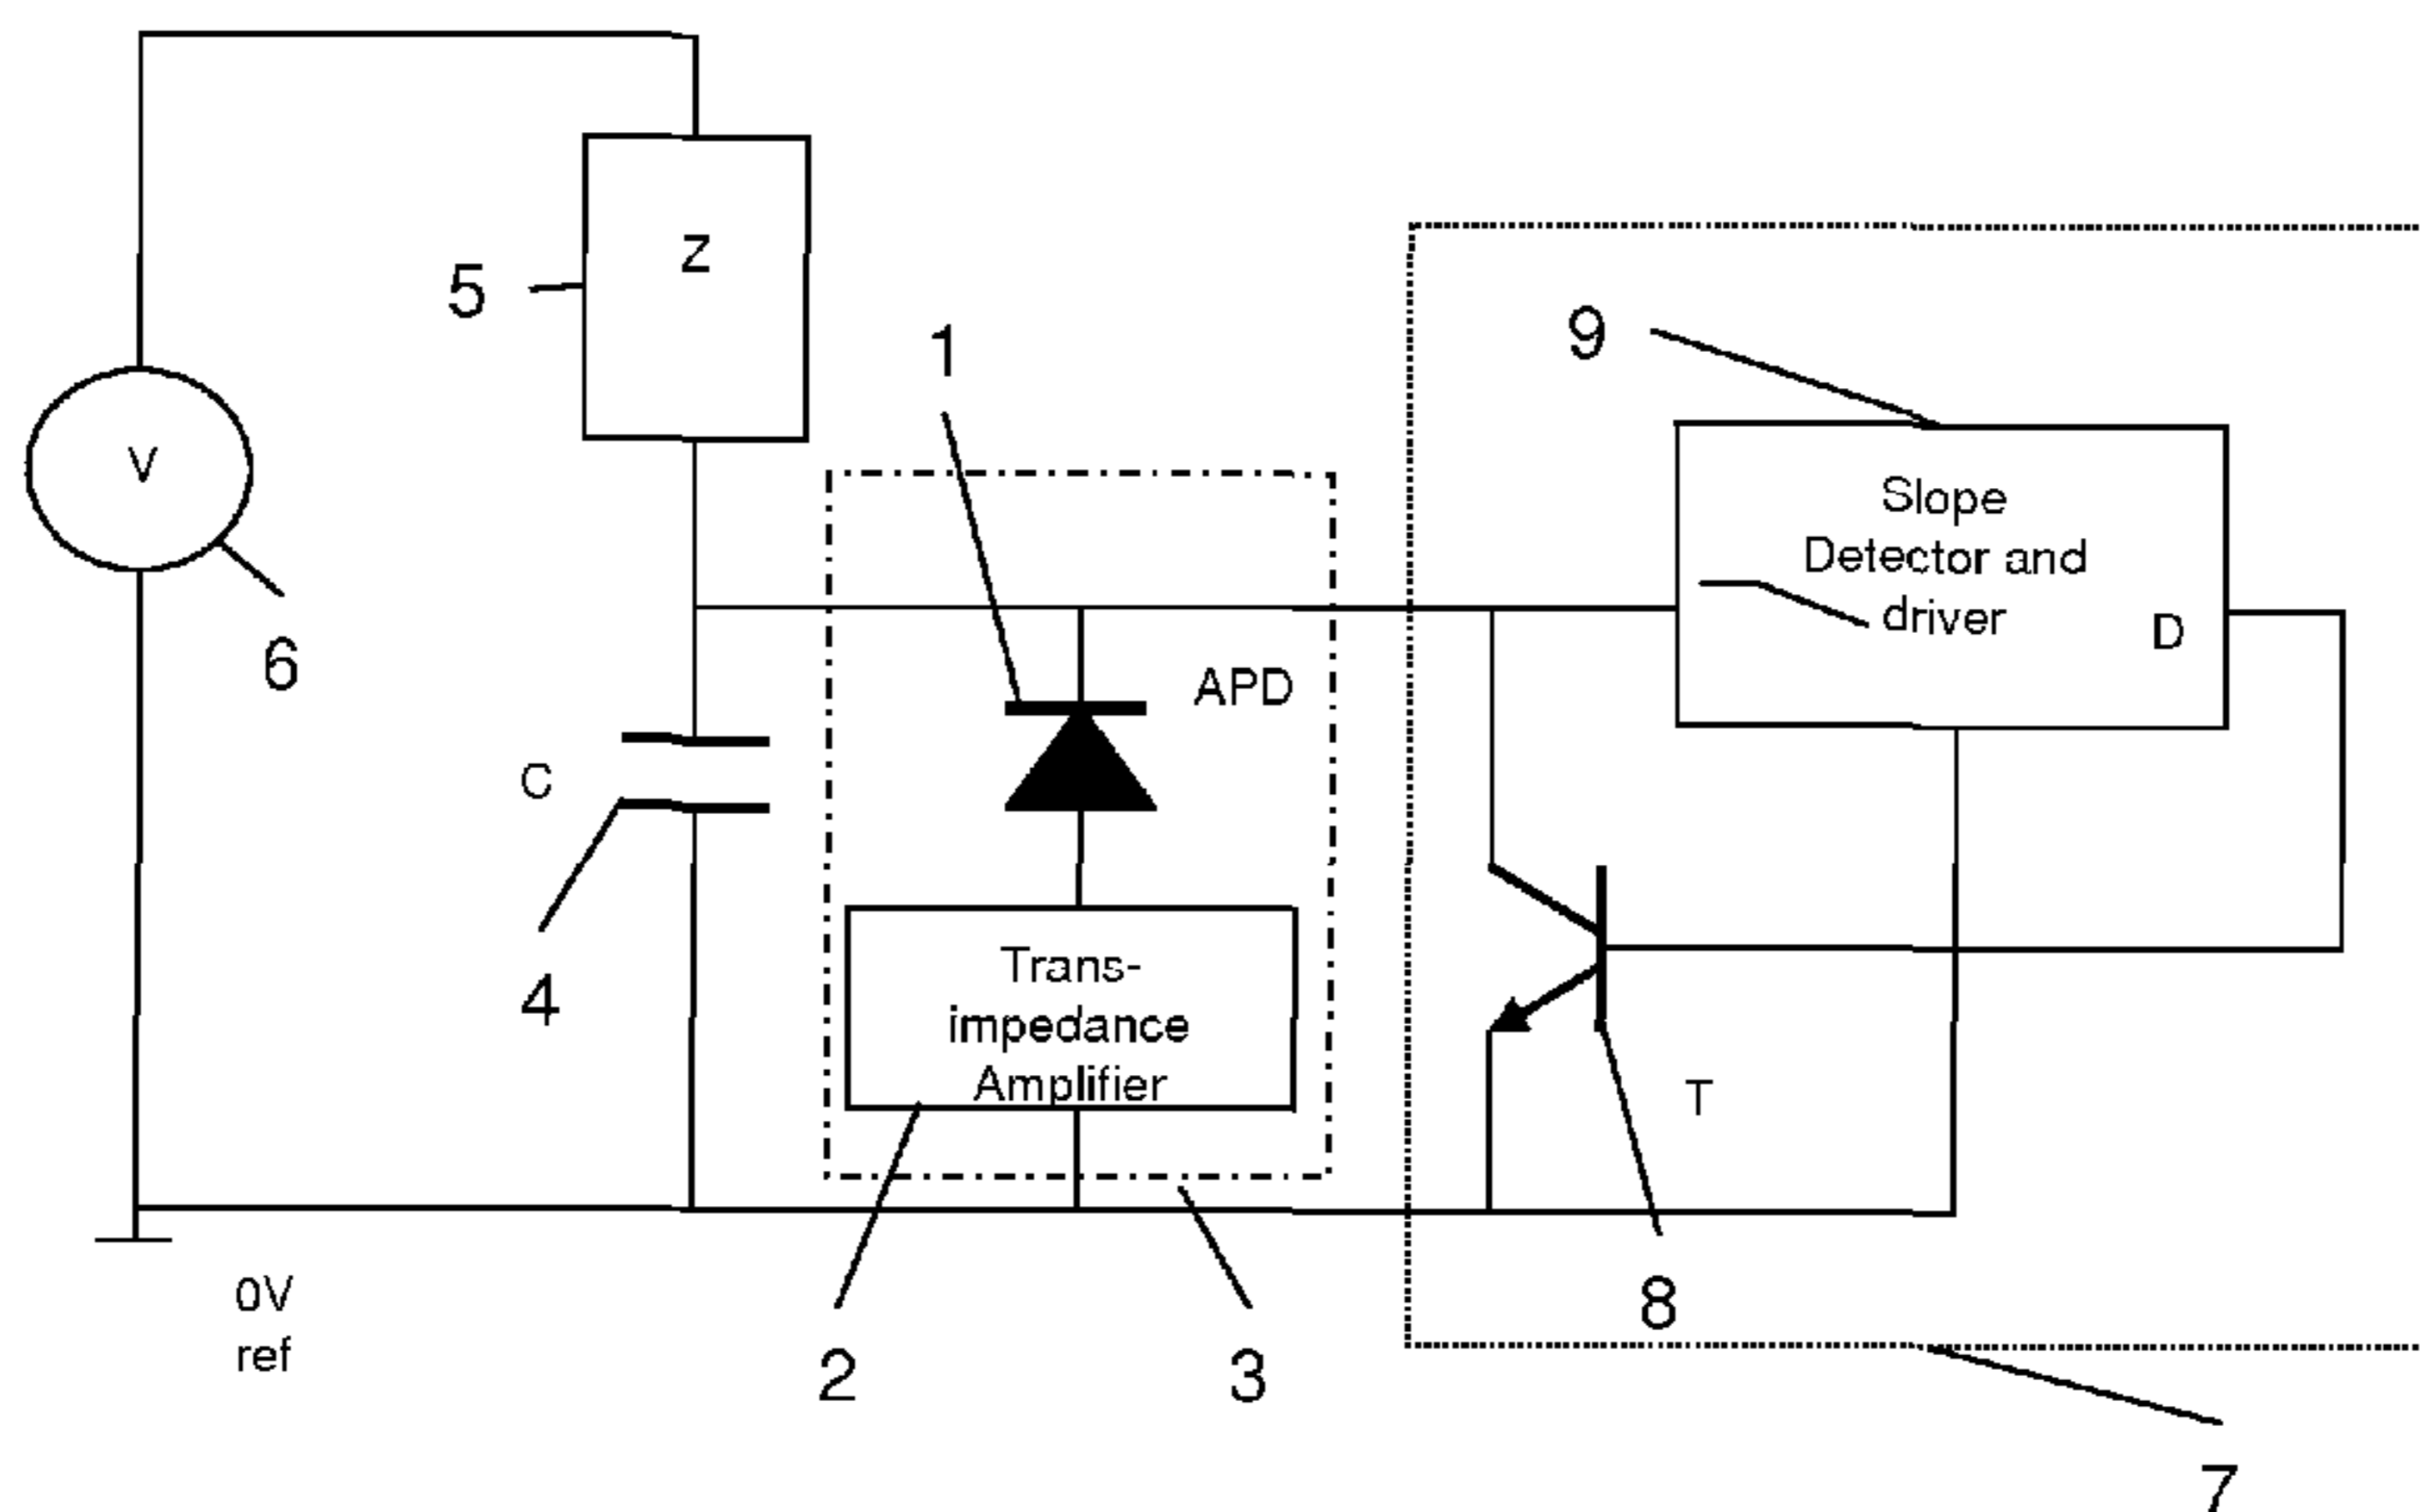 Z
5
1
9
V
Slope
Detector and
driver
D
6
APD
C
4
Trans-
impedance
Amplifier
T
0V
ref
2
3
8
7